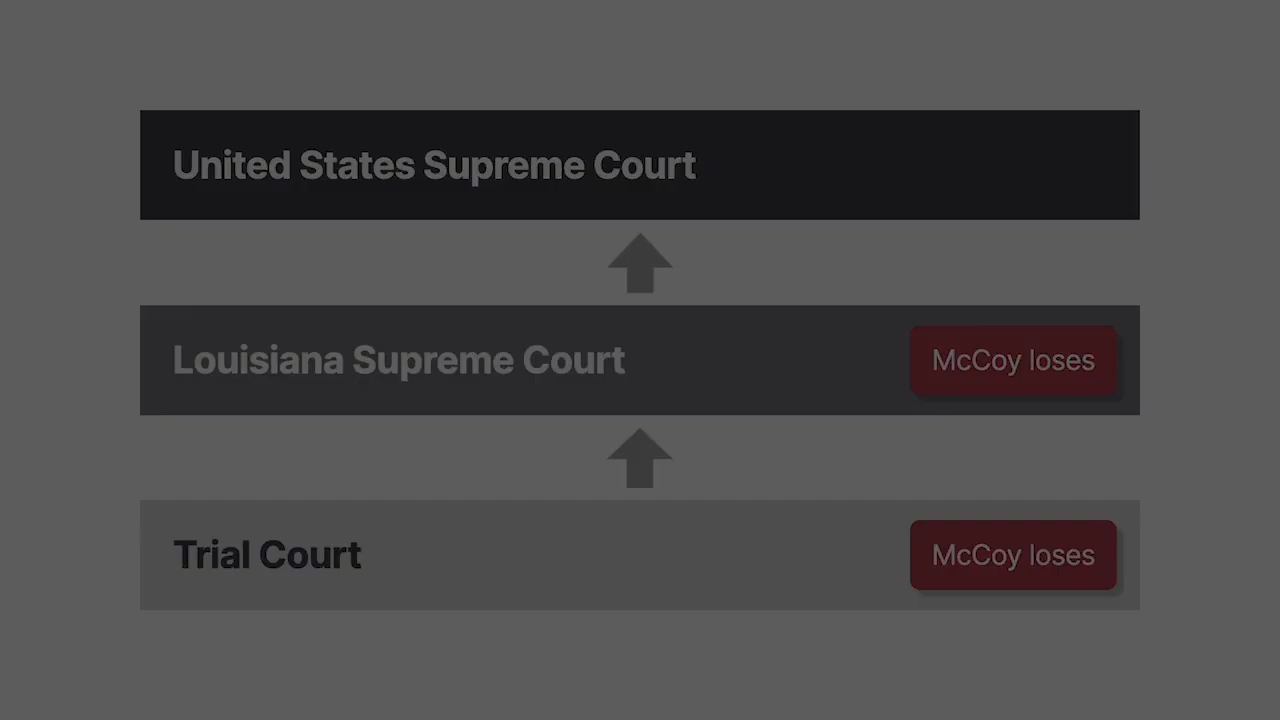 United States Supreme Court
Louisiana Supreme Court
McCoy loses
Trial Court
McCoy loses